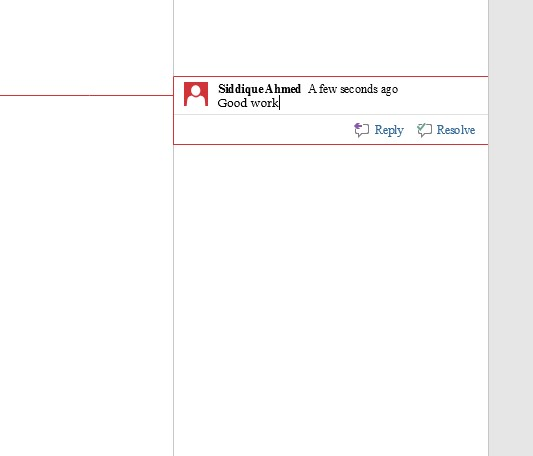 Siddique Ahmed A few seconds ago
Good work
Reply Resolve